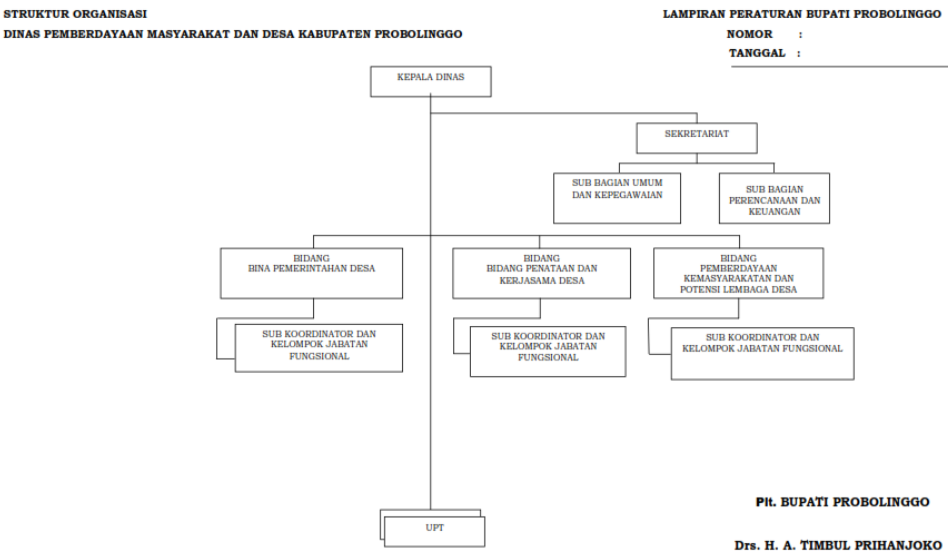 STRUKTUR ORGANISASI
DINAS PEMBERDAYAAN MASYARAKAT DAN DESA KABUPATEN PROBOLINGGO
LAMPIRAN PERATURAN BUPATI PROBOLINGGO
NOMOR :
TANGGAL :
KEPALA DINAS
SEKRETARIAT
SUB BAGIAN UMUM
DAN KEPEGAWAIAN
SUB BAGIAN
PERENCANAAN DAN
KEUANGAN
BIDANG
BINA PEMERINTAHAN DESA
BIDANG
BIDANG PENATAAN DAN
KERJASAMA DESA
BIDANG
PEMBERDAYAAN
KEMASYARAKATAN DAN
POTENSI LEMBAGA DESA
SUB KOORDINATOR DAN
KELOMPOK JABATAN
FUNGSIONAL
SUB KOORDINATOR DAN
KELOMPOK JABATAN
FUNGSIONAL
SUB KOORDINATOR DAN
KELOMPOK JABATAN FUNGSIONAL
UPT
Plt. BUPATI PROBOLINGGO
Drs. H. A. TIMBUL PRIHANJOKO